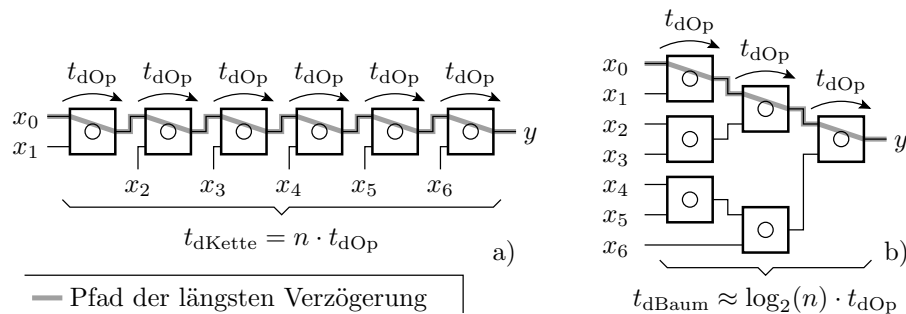 t_dOp t_dOp t_dOp t_dOp t_dOp t_dOp
x_0
x_1
y
x_2 x_3 x_4 x_5 x_6
t_dKette = n · t_dOp
a)
Pfad der längsten Verzögerung
t_dOp
t_dOp
t_dOp
x_0
x_1
x_2
x_3
x_4
x_5
x_6
y
b)
t_dBaum ≈ log_2(n) · t_dOp